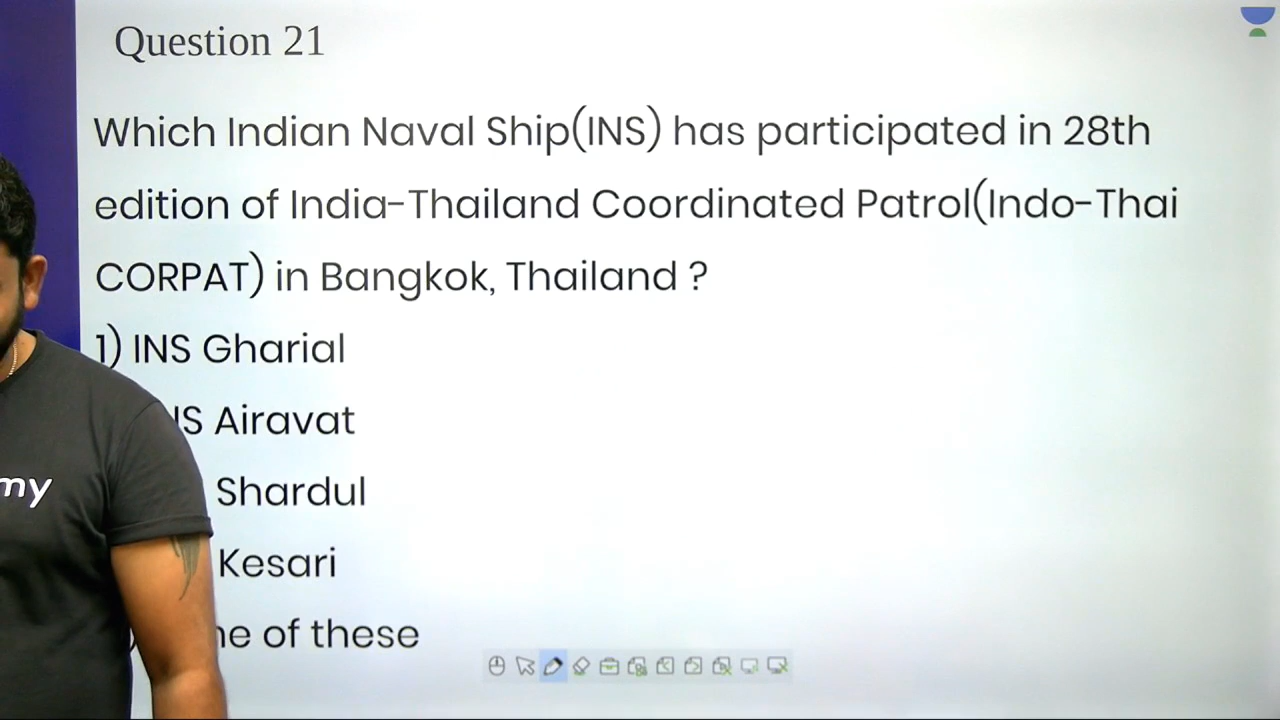 Question 21
Which Indian Naval Ship(INS) has participated in 28th
edition of India-Thailand Coordinated Patrol(Indo-Thai
CORPAT) in Bangkok, Thailand ?
1) INS Gharial
Airavat
Shardul
Kesari
of these
my